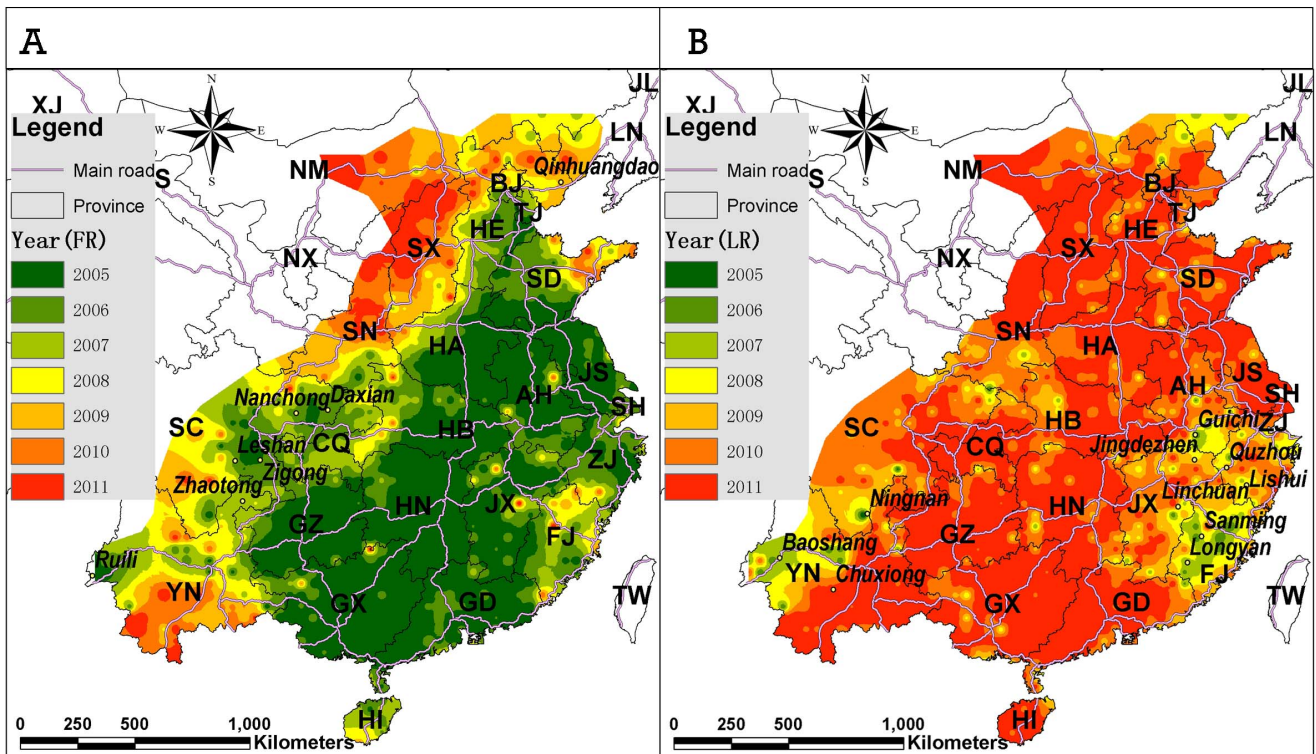 A
B
N
W
E
S
XJ
Legend
Main road
Province
Year(FR)
2005
2006
2007
2008
2009
2010
2011
S
NM
NX
SX
SN
BJ
TJ
HE
SD
JL
LN
Qinhuangdao
HA
JS
AH
SH
Nanchong
Daxian
SC
Leshan
CQ
HB
Zigong
Zhaotong
ZJ
GZ
HN
JX
FJ
Ruili
YN
GX
GD
TW
HI
0 250 500 1,000
Kilometers
N
W
E
S
XJ
Legend
Main road
Province
Year(LR)
2005
2006
2007
2008
2009
2010
2011
S
NM
NX
SX
SN
BJ
TJ
HE
SD
JL
LN
HA
JS
AH
SH
Guichi
ZJ
SC
CQ
HB
Jingdezhen
Quzhou
Lishui
Ningnan
HN
JX
Linchuan
Sanming
GZ
Longyan
Baoshang
YN
Chuxiong
FJ
GX
GD
TW
HI
0 250 500 1,000
Kilometers